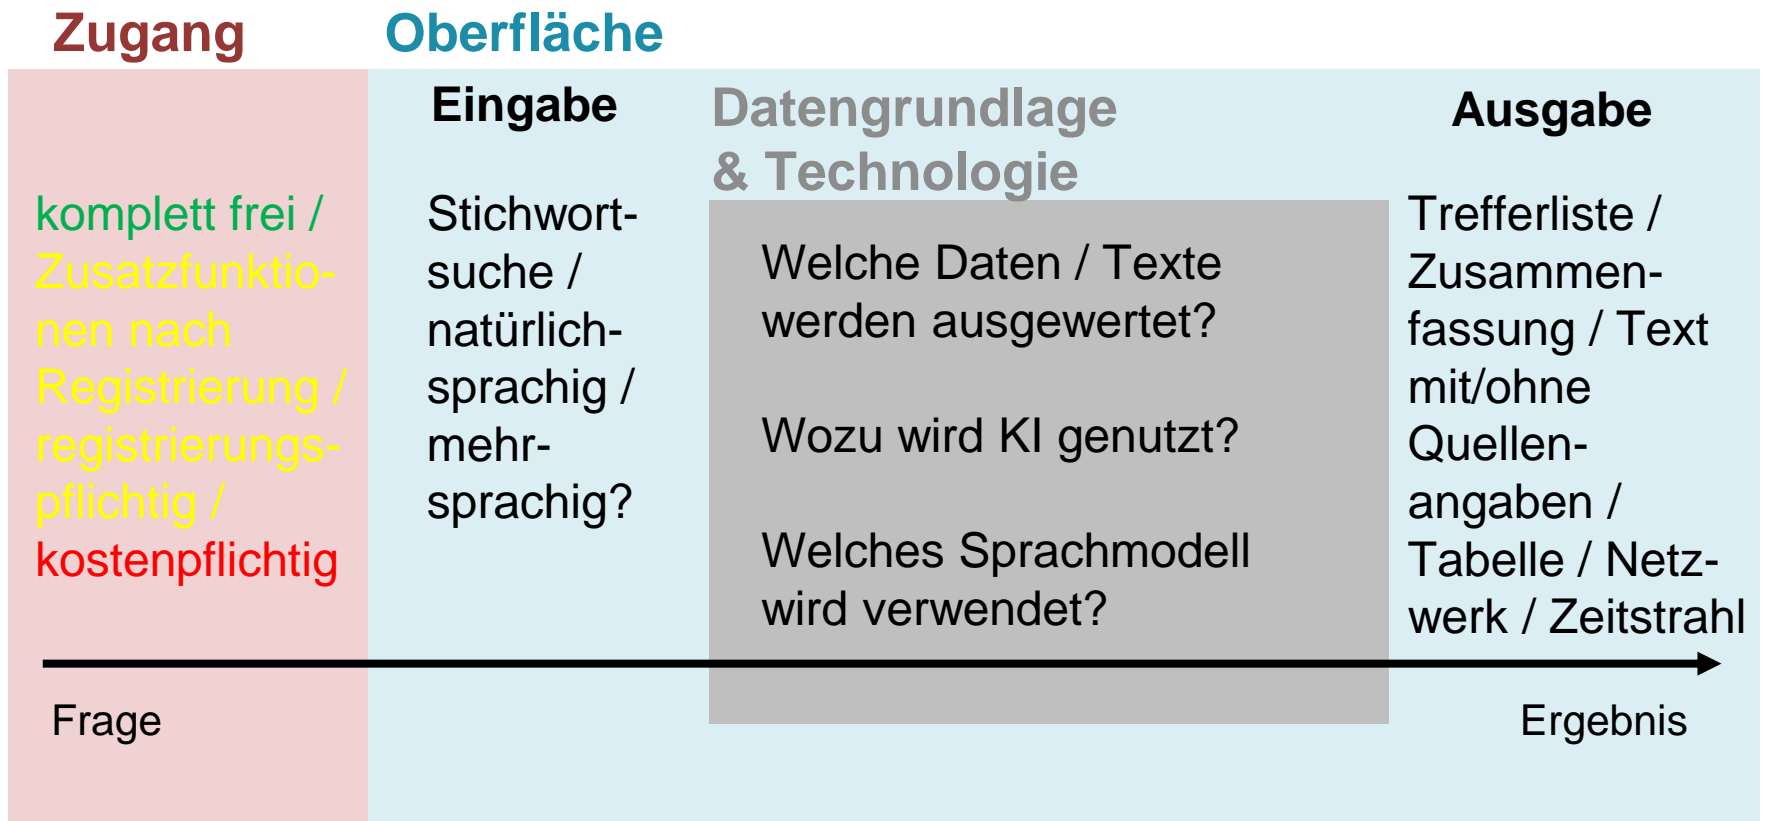 Zugang
Oberfläche
Eingabe
Datengrundlage
& Technologie
Ausgabe
komplett frei /
Zusatzfunktio-
nen nach
Registrierung /
registrierungs-
pflichtig /
kostenpflichtig
Stichwort-
suche /
natürlich-
sprachig /
mehr-
sprachig?
Welche Daten / Texte
werden ausgewertet?
Wozu wird KI genutzt?
Welches Sprachmodell
wird verwendet?
Trefferliste /
Zusammen-
fassung / Text
mit/ohne
Quellen-
angaben /
Tabelle / Netz-
werk / Zeitstrahl
Frage
Ergebnis